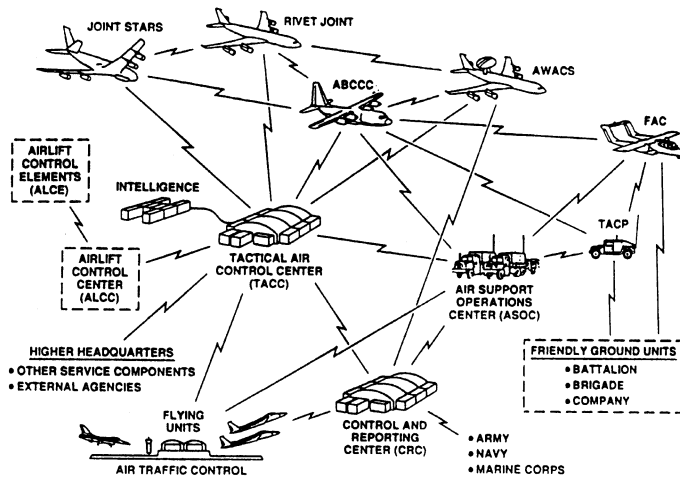 JOINT STARS
RIVET JOINT
AWACS
ABCCC
FAC
AIRLIFT
CONTROL
ELEMENTS
(ALCE)
INTELLIGENCE
TACP
TACTICAL AIR
CONTROL CENTER
(TACC)
AIRLIFT
CONTROL
CENTER
(ALCC)
AIR SUPPORT
OPERATIONS
CENTER (ASOC)
HIGHER HEADQUARTERS
• OTHER SERVICE COMPONENTS
• EXTERNAL AGENCIES
FRIENDLY GROUND UNITS
• BATTALION
• BRIGADE
• COMPANY
FLYING
UNITS
AIR TRAFFIC CONTROL
CONTROL AND
REPORTING
CENTER (CRC)
• ARMY
• NAVY
• MARINE CORPS